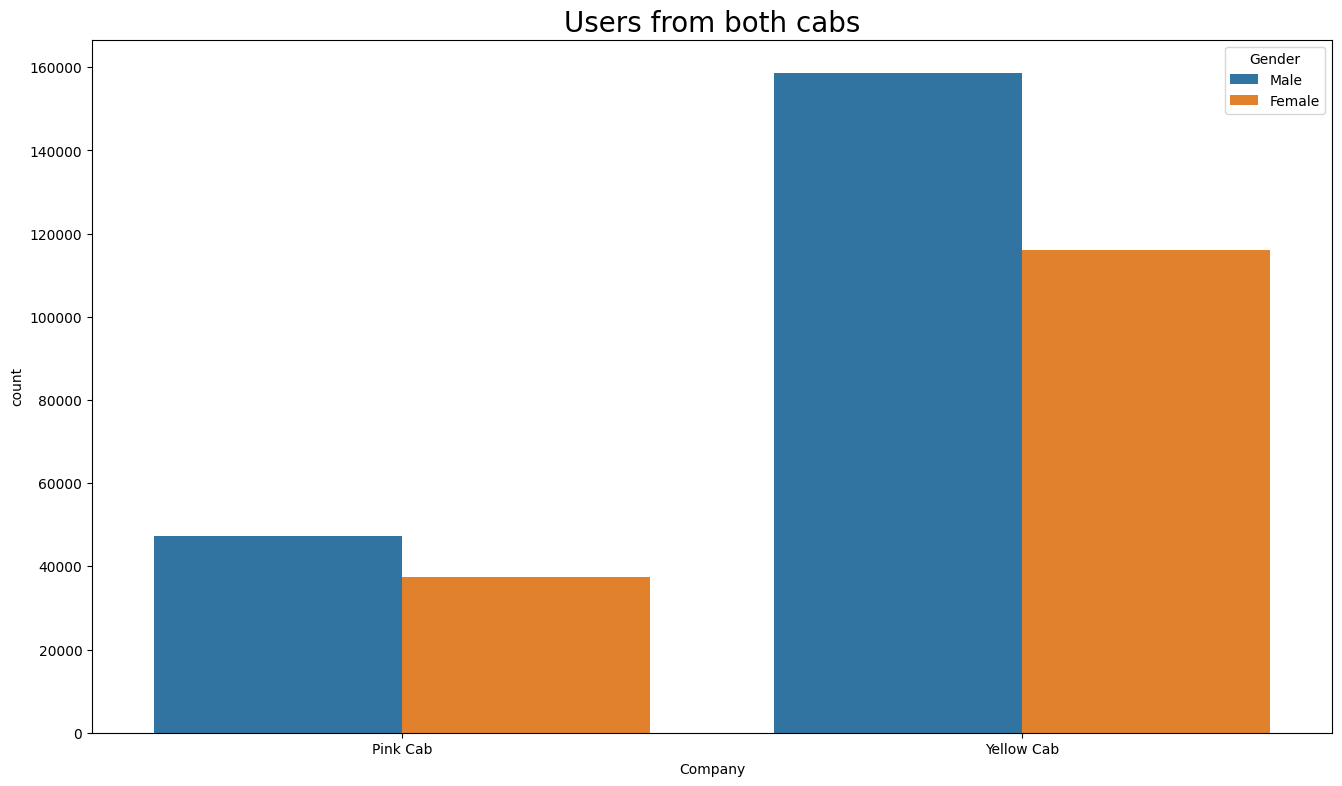 Users from both cabs
Gender
Male
Female
160000
140000
120000
100000
80000
60000
40000
20000
0
count
Pink Cab
Yellow Cab
Company